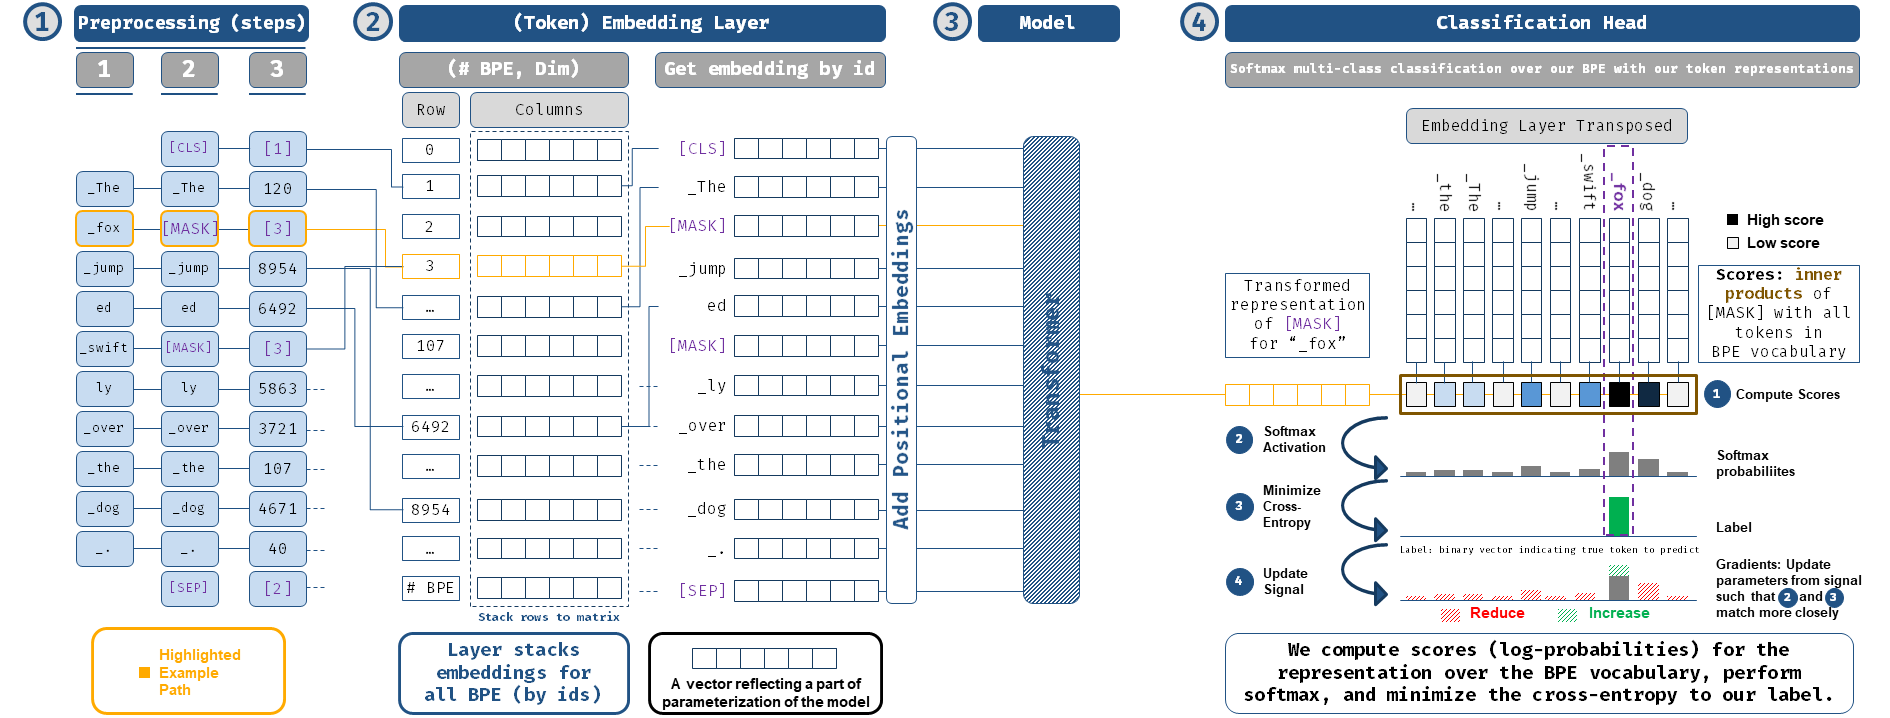 1 Preprocessing (steps)
1 2 3
[CLS] [1]
_The _The 120
_fox [MASK] [3]
_jump _jump 8954
ed ed 6492
_swift [MASK] [3]
ly ly 5863
_over _over 3721
_the _the 107
_dog _dog 4671
_. _. 40
[SEP] [2]
Highlighted
Example
Path
2 (Token) Embedding Layer
(# BPE, Dim)
Row Columns
0
1
2
3
…
107
…
6492
…
8954
…
# BPE
Stack rows to matrix
Layer stacks
embeddings for
all BPE (by ids)
Get embedding by id
[CLS]
_The
[MASK]
_jump
ed
[MASK]
_ly
_over
_the
_dog
_.
[SEP]
A vector reflecting a part of
parameterization of the model
Add Positional Embeddings
3 Model
Transformer
4 Classification Head
Softmax multi-class classification over our BPE with our token representations
Embedding Layer Transposed
… _the _The … _jump … _swift _fox _dog …
High score
Low score
Transformed
representation
of [MASK]
for “_fox”
Scores: inner
products of
[MASK] with all
tokens in
BPE vocabulary
1 Compute Scores
2 Softmax
Activation
Softmax
probabiliites
3 Minimize
Cross-
Entropy
Label
Label: binary vector indicating true token to predict
4 Update
Signal
Gradients: Update
parameters from signal
such that 2 and 3
match more closely
Reduce Increase
We compute scores (log-probabilities) for the
representation over the BPE vocabulary, perform
softmax, and minimize the cross-entropy to our label.